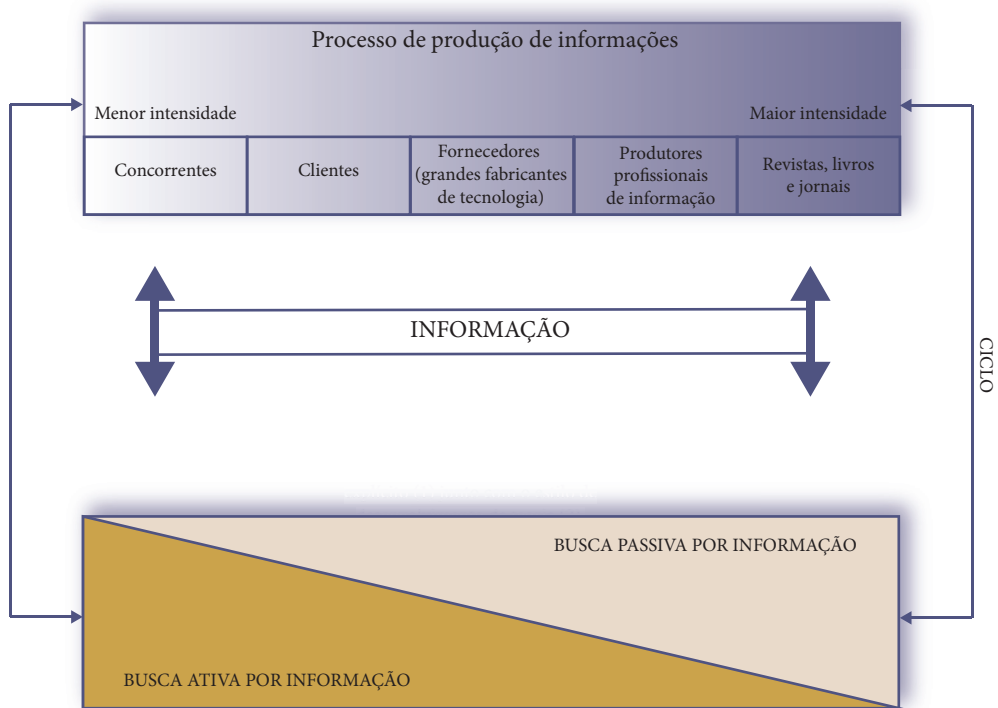 Processo de produção de informações
Menor intensidade
Maior intensidade
Concorrentes
Clientes
Fornecedores
(grandes fabricantes
de tecnologia)
Produtores
profissionais
de informação
Revistas, livros
e jornais
INFORMAÇÃO
CICLO
BUSCA PASSIVA POR INFORMAÇÃO
BUSCA ATIVA POR INFORMAÇÃO